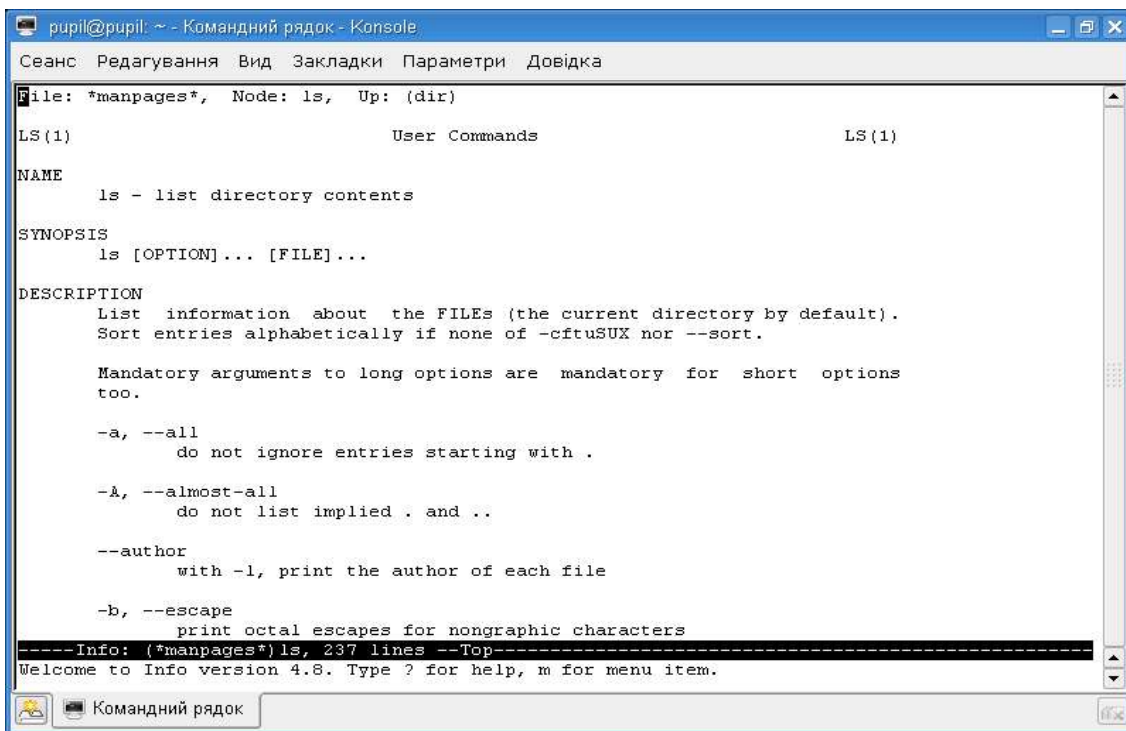 pupil@pupil: ~ - Командний рядок - Konsole
Сеанс Редагування Вид Закладки Параметри Довідка
File: *manpages*, Node: ls, Up: (dir)
LS(1) User Commands LS(1)
NAME
ls - list directory contents
SYNOPSIS
ls [OPTION]... [FILE]...
DESCRIPTION
List information about the FILEs (the current directory by default).
Sort entries alphabetically if none of -cftuSUX nor --sort.
Mandatory arguments to long options are mandatory for short options
too.
-a, --all
do not ignore entries starting with .
-A, --almost-all
do not list implied . and ..
--author
with -l, print the author of each file
-b, --escape
print octal escapes for nongraphic characters
-----Info: (*manpages*)ls, 237 lines --Top-----------------------------------------------------
Welcome to Info version 4.8. Type ? for help, m for menu item.
Командний рядок